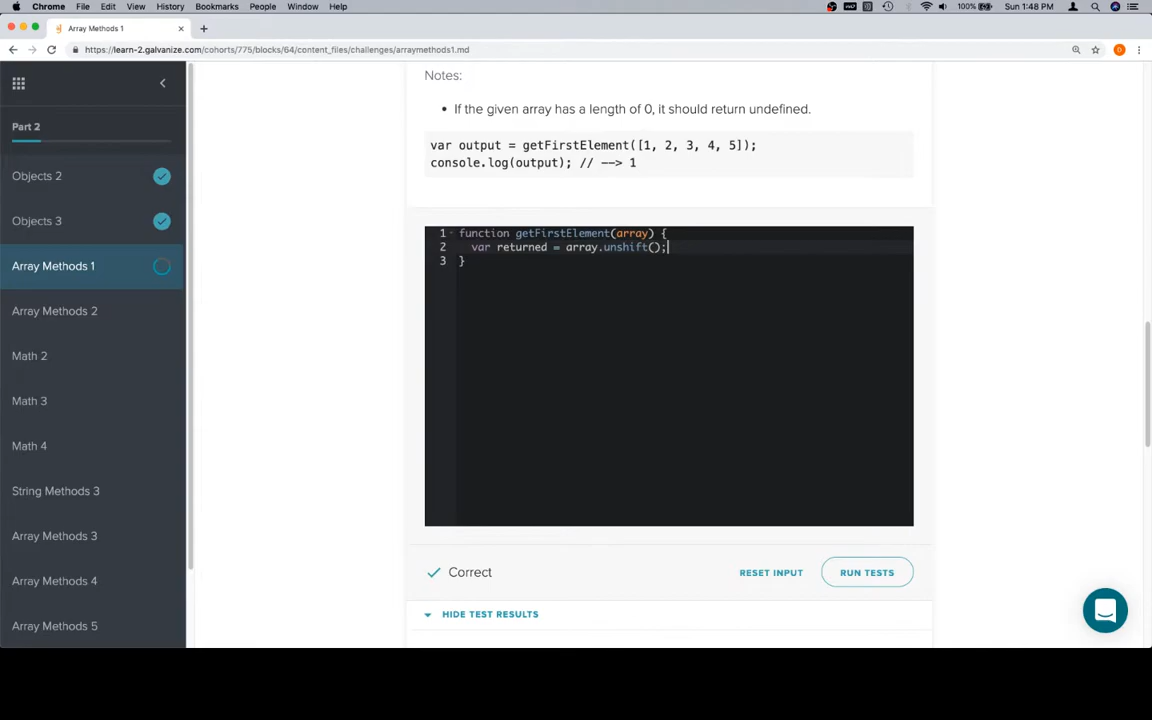 Chrome File Edit View History Bookmarks People Window Help
100% Sun 1:48 PM
Array Methods 1
https://learn-2.galvanize.com/cohorts/775/blocks/64/content_files/challenges/arraymethods1.md
Part 2
Objects 2
Objects 3
Array Methods 1
Array Methods 2
Math 2
Math 3
Math 4
String Methods 3
Array Methods 3
Array Methods 4
Array Methods 5
Notes:
• If the given array has a length of 0, it should return undefined.
var output = getFirstElement([1, 2, 3, 4, 5]);
console.log(output); // --> 1
1 function getFirstElement(array) {
2 var returned = array.unshift();
3 }
Correct
RESET INPUT
RUN TESTS
HIDE TEST RESULTS